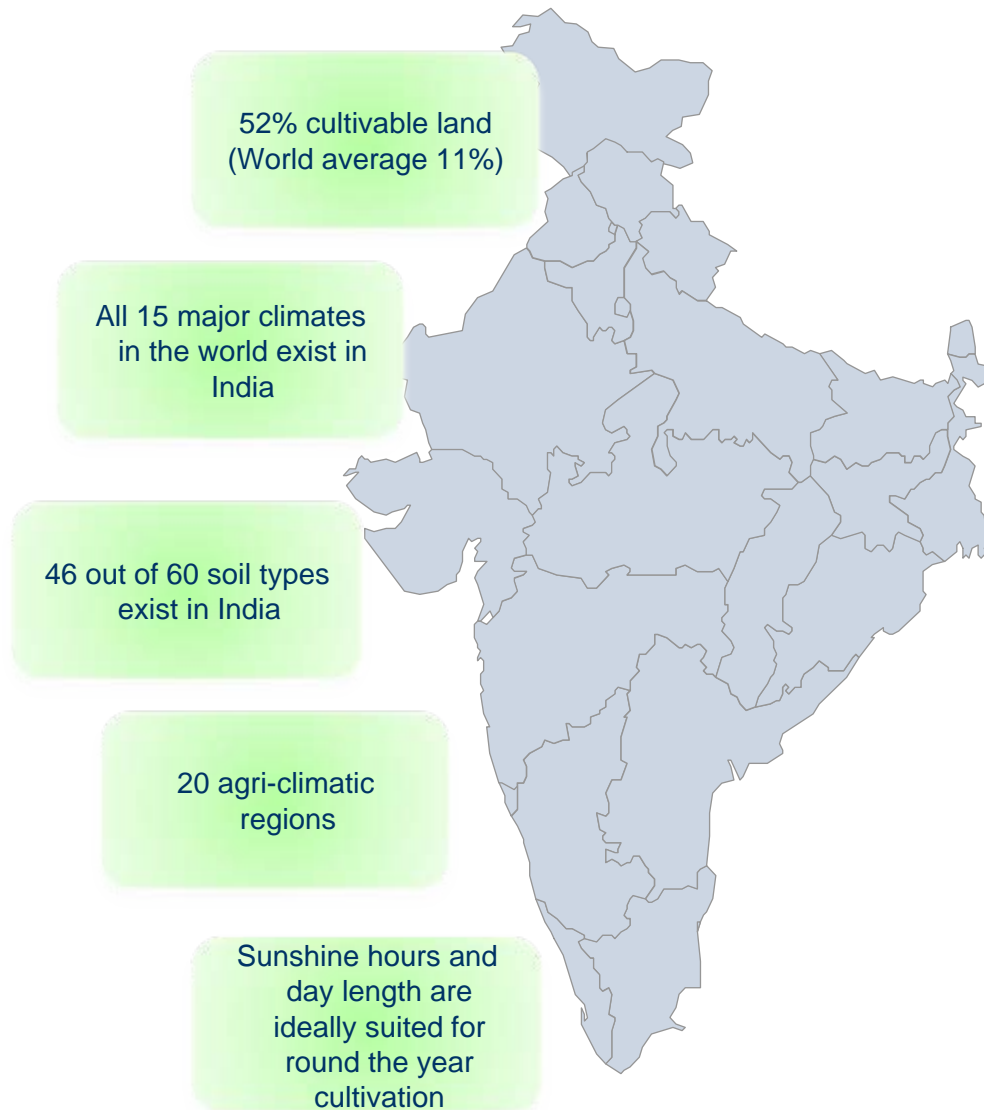 52% cultivable land
(World average 11%)
All 15 major climates
in the world exist in
India
46 out of 60 soil types
exist in India
20 agri-climatic
regions
Sunshine hours and
day length are
ideally suited for
round the year
cultivation